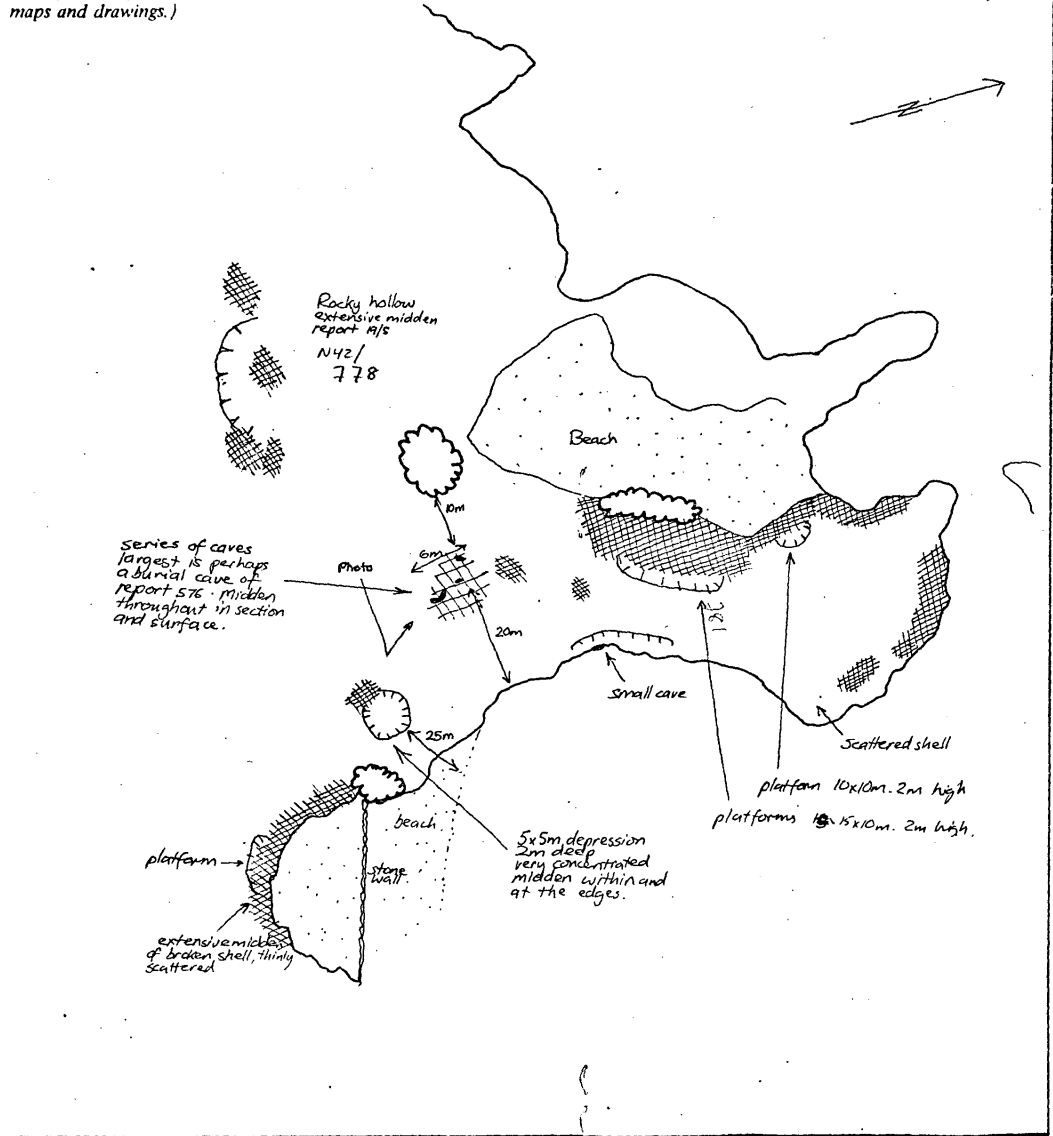 maps and drawings.)
N
Rocky hollow
extensive midden
report 19/5
N42/
778
Beach
10m
6m
Series of caves
largest is perhaps
a burial cave of
report 576. Midden
throughout in section
and surface.
Photo
20m
781
small cave
Scattered shell
25m
platform 10x10m. 2m high
platforms 15x10m. 2m high.
beach
5x5m depression
2m deep
very concentrated
midden within and
at the edges.
platform
stone
wall
extensive midden
of broken shell, thinly
scattered